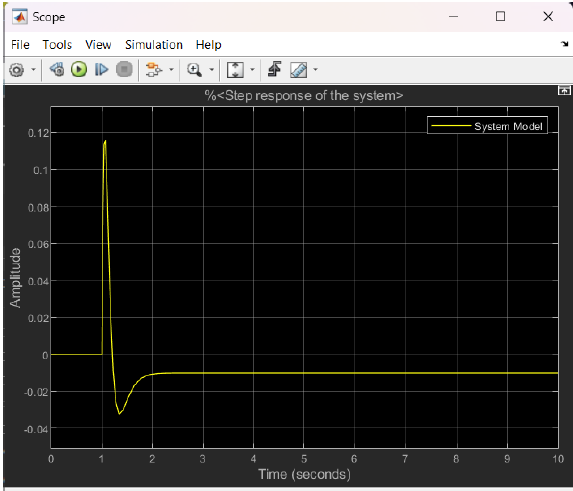 Scope
File Tools View Simulation Help
%<Step response of the system>
System Model
0.12
0.1
0.08
0.06
0.04
0.02
0
-0.02
-0.04
Amplitude
0 1 2 3 4 5 6 7 8 9 10
Time (seconds)